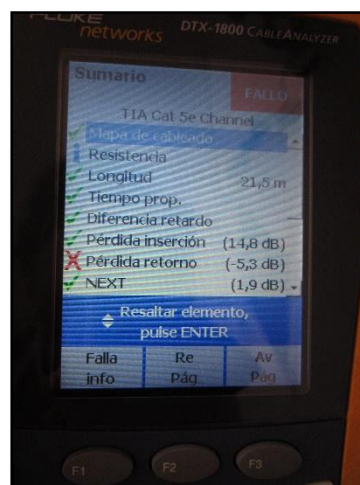 FLUKE
networks DTX-1800 CABLEANALYZER
Sumario
FALLO
TIA Cat 5e Channel
Mapa de cableado
Resistencia
Longitud 21,5 m
Tiempo prop.
Diferencia retardo
Pérdida inserción (14,8 dB)
Pérdida retorno (-5,3 dB)
NEXT (1,9 dB)
Resaltar elemento,
pulse ENTER
Falla Re Av
info Pág Pág
F1 F2 F3